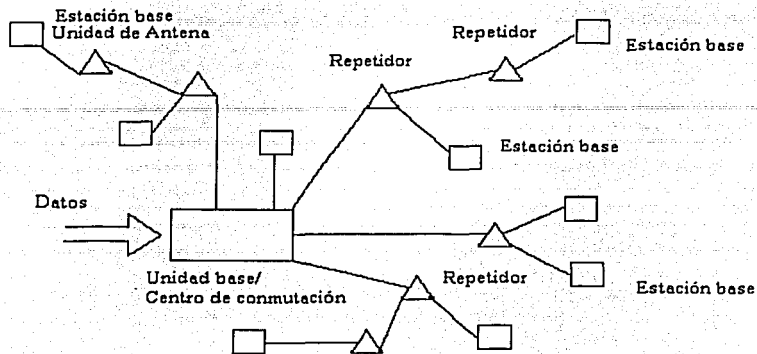 Estación base
Unidad de Antena
Repetidor
Repetidor
Estación base
Estación base
Datos
Unidad base/
Centro de conmutación
Repetidor
Estación base